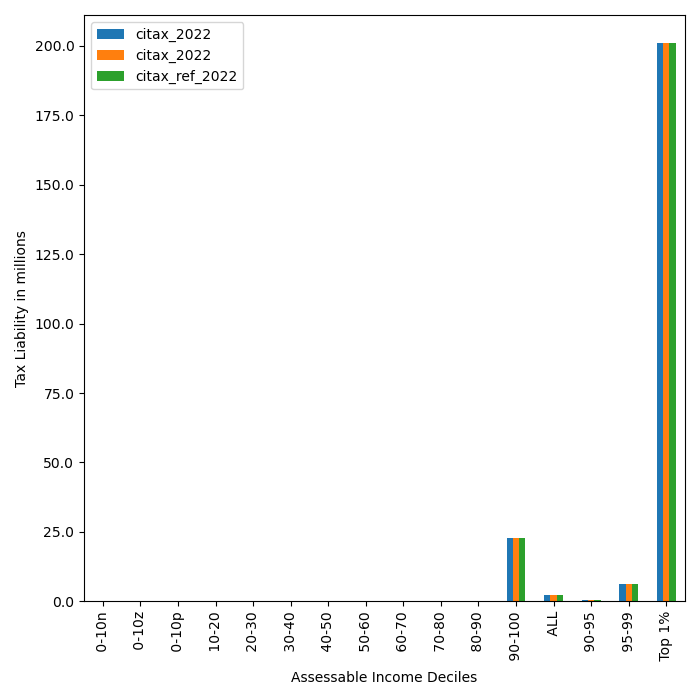 citax_2022
citax_2022
citax_ref_2022
200.0
175.0
150.0
125.0
100.0
75.0
50.0
25.0
0.0
Tax Liability in millions
0-10n
0-10z
0-10p
10-20
20-30
30-40
40-50
50-60
60-70
70-80
80-90
90-100
ALL
90-95
95-99
Top 1%
Assessable Income Deciles